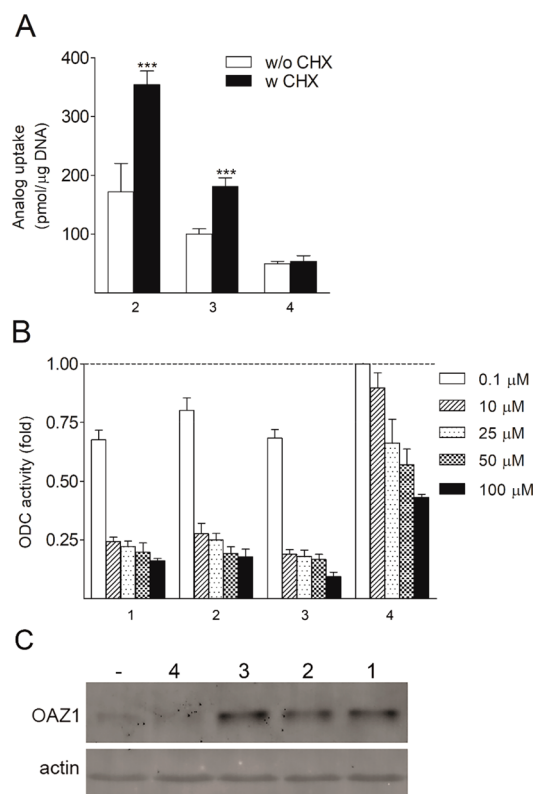 A
w/o CHX
w CHX
*** ***
Analog uptake
(pmol/µg DNA)
400
300
200
100
2 3 4
B
ODC activity (fold)
1.00
0.75
0.50
0.25
0.1 µM
10 µM
25 µM
50 µM
100 µM
1 2 3 4
C
- 4 3 2 1
OAZ1
actin